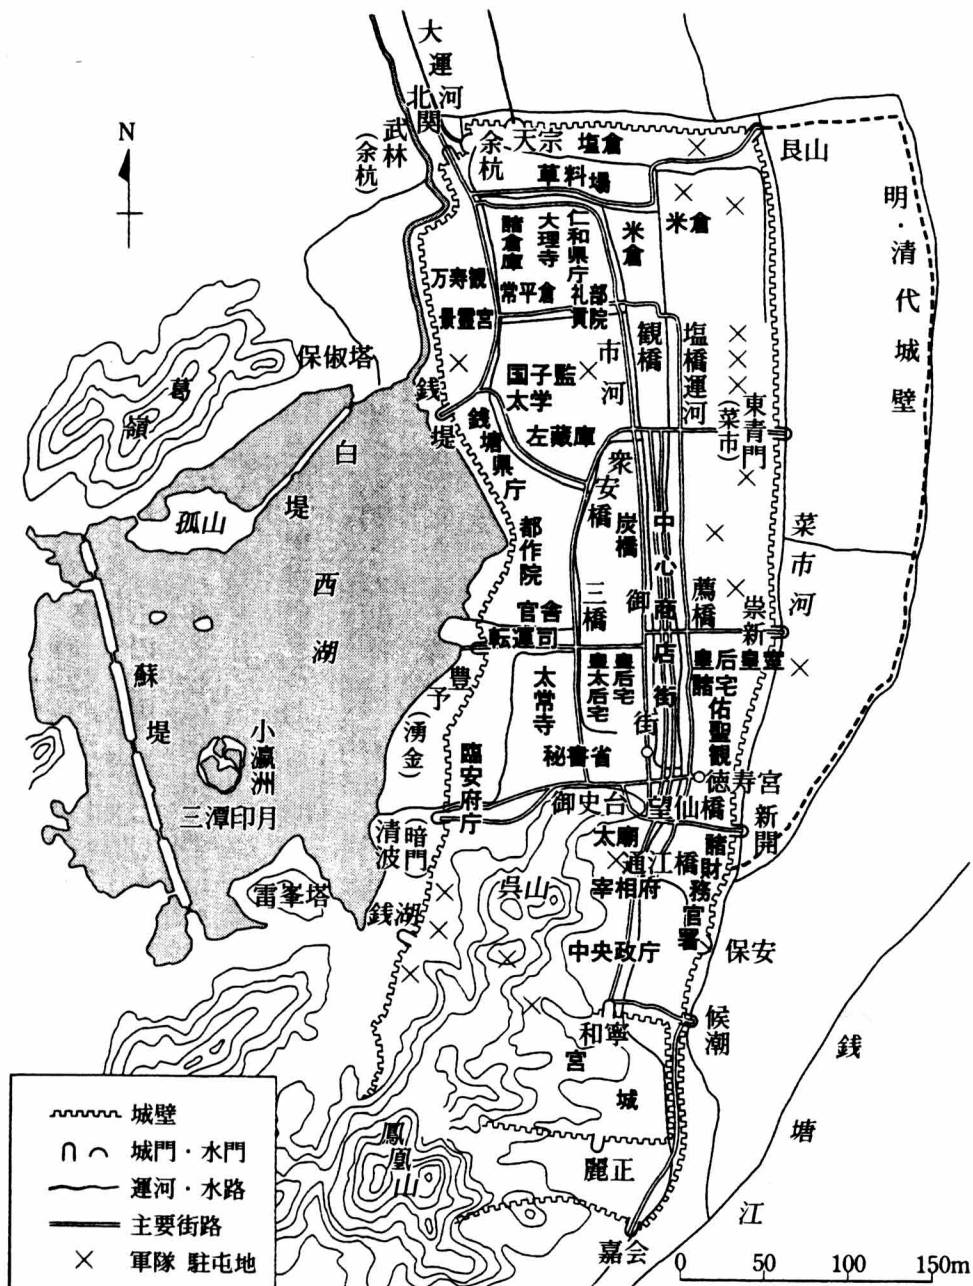 大運河
北関
武林
(余杭)
N
余杭
天宗
塩倉
艮山
草料場
明・清代城壁
諸倉庫
大理寺
仁和県庁
米倉
米倉
万寿観
常平倉
礼部貢院
景霊宮
市河
観橋
塩橋運河
保俶塔
葛嶺
国子監
太学
東青門
(菜市)
銭堤
銭塘県庁
左藏庫
衆安橋
白堤
孤山
都作院
炭橋
中心商店街
菜市河
西湖
官舎
転運司
三橋
御街
薦橋
崇新
蘇堤
豊予
(湧金)
太常寺
皇太后宅
皇后宅
皇后宅
皇
諸
佑聖観
小瀛洲
三潭印月
秘書省
臨安府庁
徳寿宮
御史台
望仙橋
新開
清波
(暗門)
太廟
通江橋
諸財務官署
雷峯塔
呉山
宰相府
銭湖
中央政庁
保安
和寧
候潮
宮城
銭塘江
鳳凰山
麗正
嘉会
城壁
城門・水門
運河・水路
主要街路
× 軍隊 駐屯地
0 50 100 150m